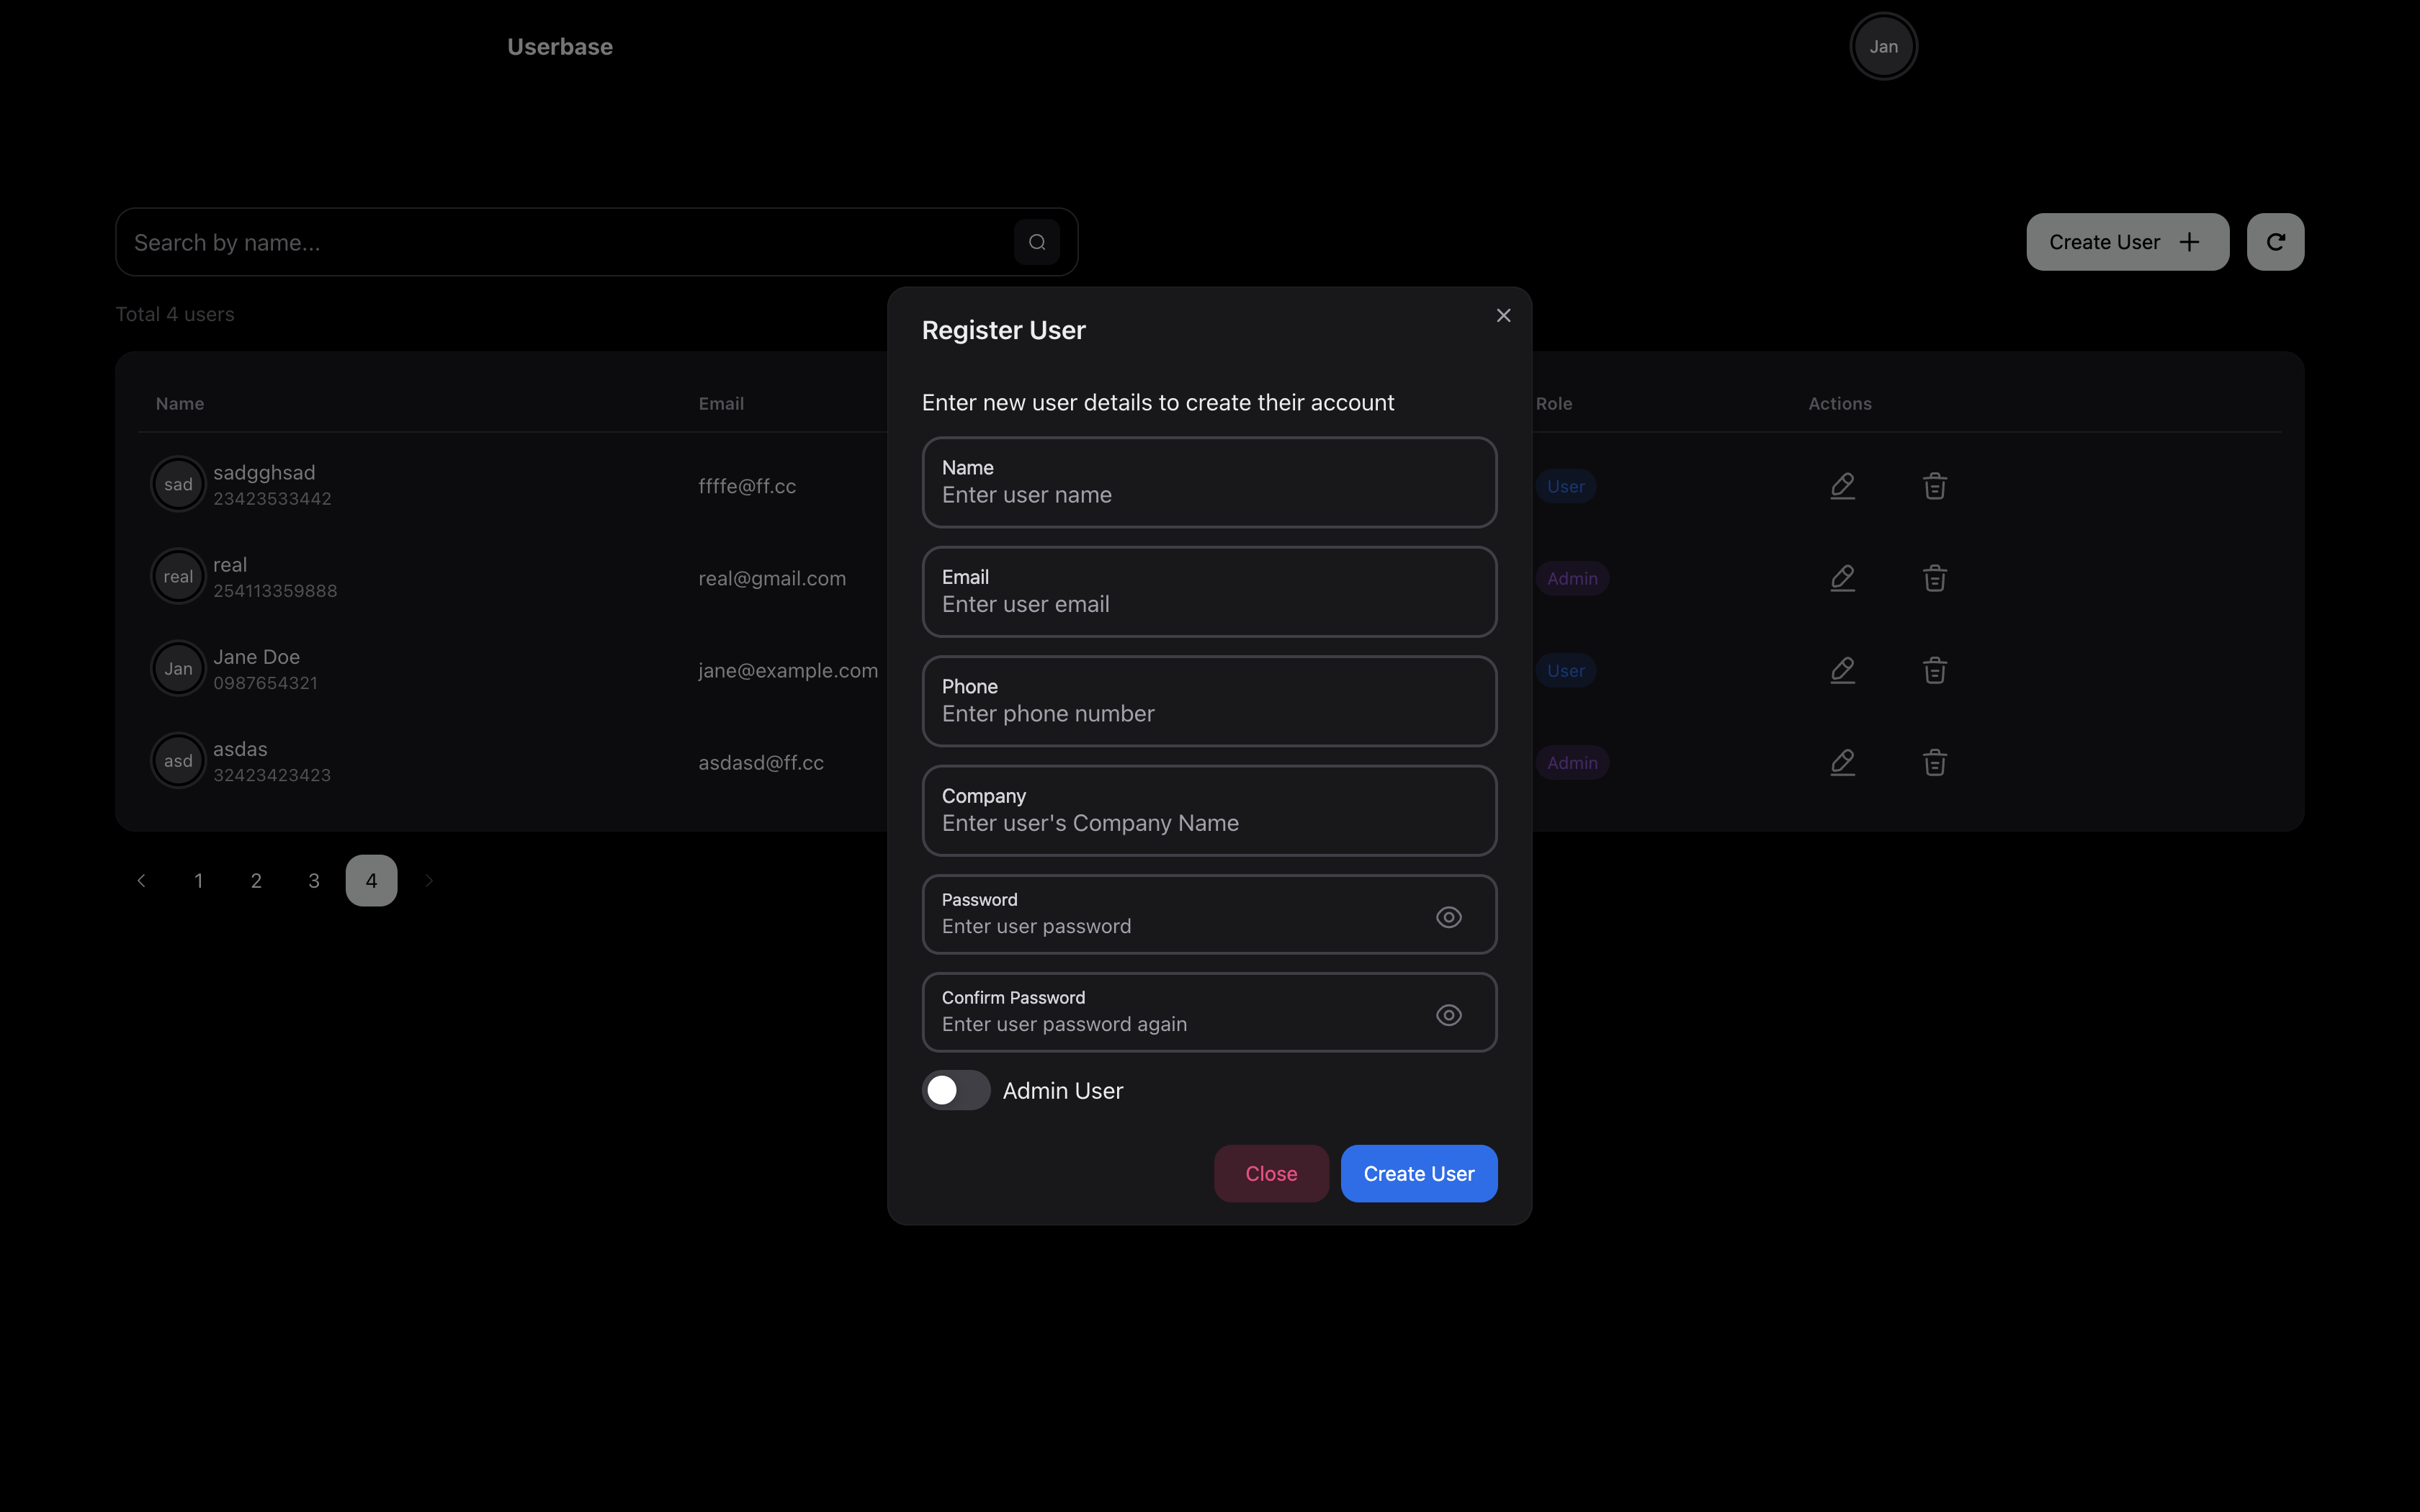 Userbase
Jan
Search by name...
Create User
Total 4 users
Name Email Role Actions
sad sadgghsad
23423533442
ffffe@ff.cc
User
real real
254113359888
real@gmail.com
Admin
Jan Jane Doe
0987654321
jane@example.com
User
asd asdas
32423423423
asdasd@ff.cc
Admin
1 2 3 4
Register User
Enter new user details to create their account
Name
Enter user name
Email
Enter user email
Phone
Enter phone number
Company
Enter user's Company Name
Password
Enter user password
Confirm Password
Enter user password again
Admin User
Close Create User